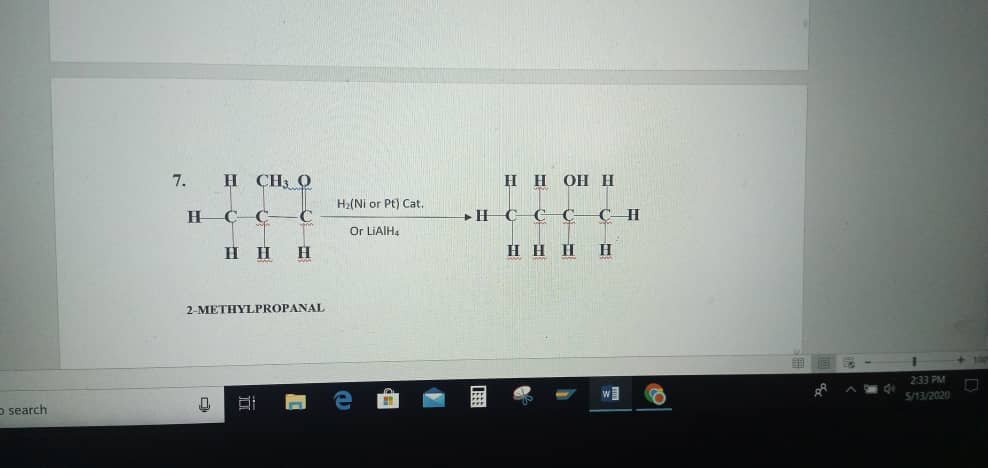 7. H CH₃ O
H C C C
H H H
H₂(Ni or Pt) Cat.
Or LiAlH₄
H H OH H
H C C C C H
H H H H
2-METHYLPROPANAL
search
2:33 PM
5/13/2020